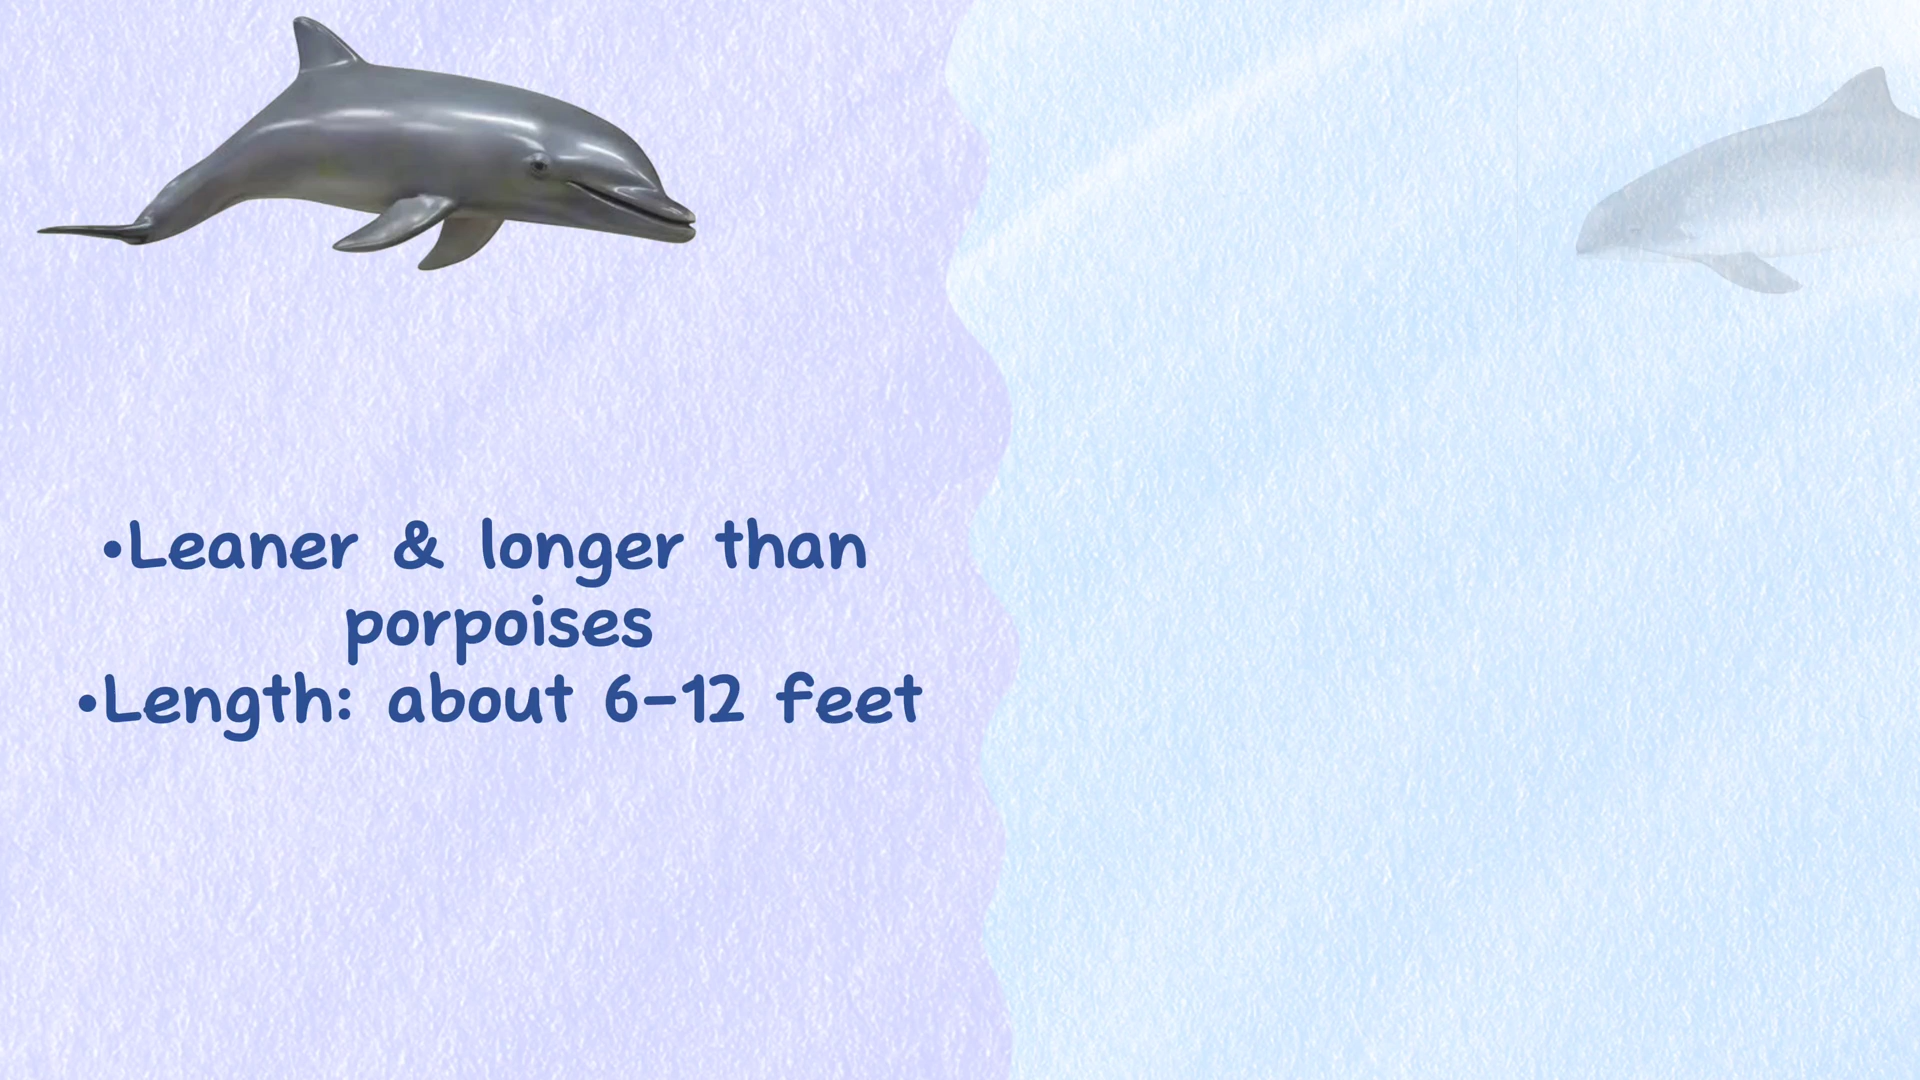 •Leaner & longer than
porpoises
•Length: about 6-12 feet